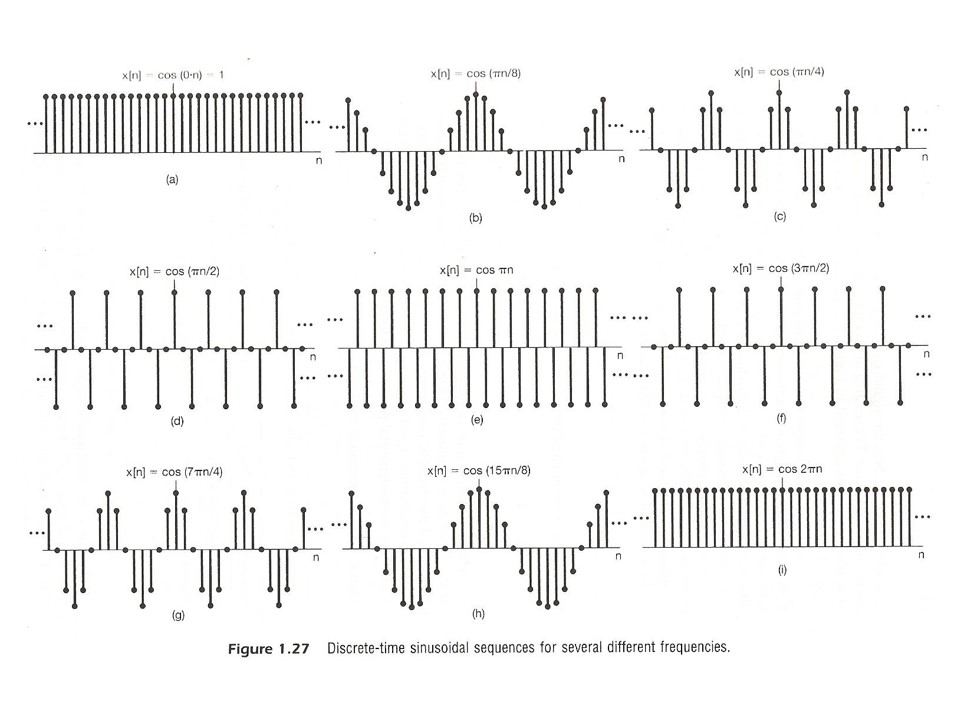 x[n] = cos (0·n) = 1
x[n] = cos (πn/8)
x[n] = cos (πn/4)
... ... ... ... ... ...
n n n
(a)
(b)
(c)
x[n] = cos (πn/2)
x[n] = cos πn
x[n] = cos (3πn/2)
... ... ... ... ... ...
n n n
... ... ... ... ... ...
(d)
(e)
(f)
x[n] = cos (7πn/4)
x[n] = cos (15πn/8)
x[n] = cos 2πn
... ... ... ... ... ...
n n n
(g)
(h)
(i)
Figure 1.27 Discrete-time sinusoidal sequences for several different frequencies.